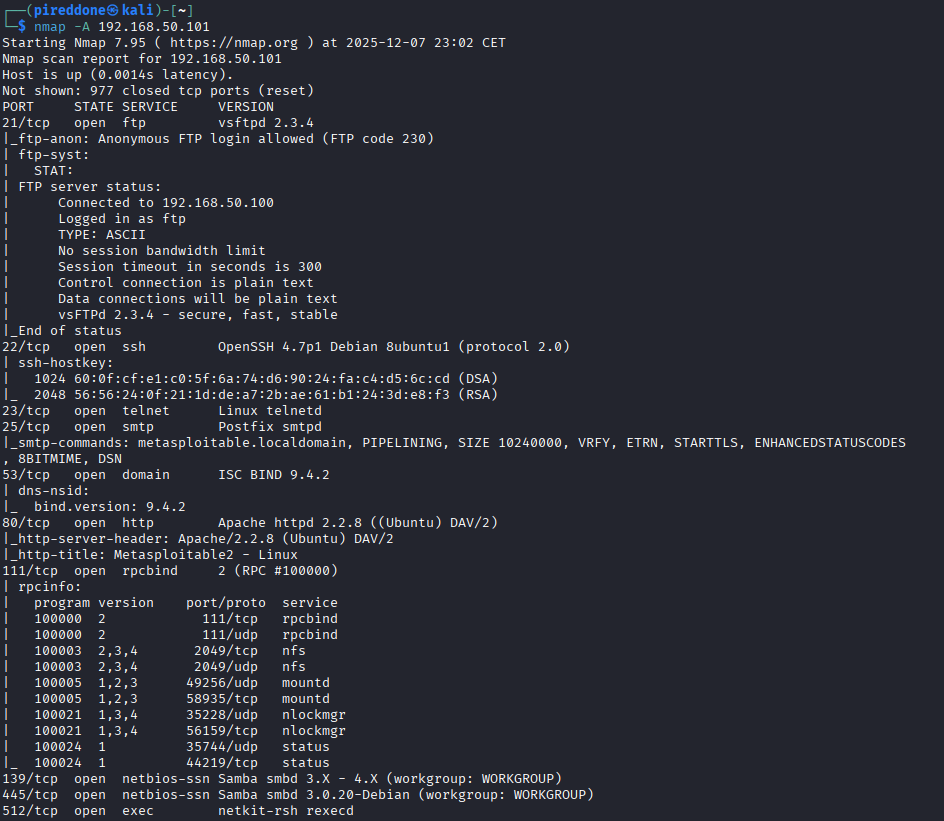 ┌──(pireddone㉿kali)-[~]
└─$ nmap -A 192.168.50.101
Starting Nmap 7.95 ( https://nmap.org ) at 2025-12-07 23:02 CET
Nmap scan report for 192.168.50.101
Host is up (0.0014s latency).
Not shown: 977 closed tcp ports (reset)
PORT     STATE SERVICE     VERSION
21/tcp   open  ftp         vsftpd 2.3.4
|_ftp-anon: Anonymous FTP login allowed (FTP code 230)
| ftp-syst:
|   STAT:
| FTP server status:
|      Connected to 192.168.50.100
|      Logged in as ftp
|      TYPE: ASCII
|      No session bandwidth limit
|      Session timeout in seconds is 300
|      Control connection is plain text
|      Data connections will be plain text
|      vsFTPd 2.3.4 - secure, fast, stable
|_End of status
22/tcp   open  ssh         OpenSSH 4.7p1 Debian 8ubuntu1 (protocol 2.0)
| ssh-hostkey:
|   1024 60:0f:cf:e1:c0:5f:6a:74:d6:90:24:fa:c4:d5:6c:cd (DSA)
|_  2048 56:56:24:0f:21:1d:de:a7:2b:ae:61:b1:24:3d:e8:f3 (RSA)
23/tcp   open  telnet      Linux telnetd
25/tcp   open  smtp        Postfix smtpd
|_smtp-commands: metasploitable.localdomain, PIPELINING, SIZE 10240000, VRFY, ETRN, STARTTLS, ENHANCEDSTATUSCODES
, 8BITMIME, DSN
53/tcp   open  domain      ISC BIND 9.4.2
| dns-nsid:
|_  bind.version: 9.4.2
80/tcp   open  http        Apache httpd 2.2.8 ((Ubuntu) DAV/2)
|_http-server-header: Apache/2.2.8 (Ubuntu) DAV/2
|_http-title: Metasploitable2 - Linux
111/tcp  open  rpcbind     2 (RPC #100000)
| rpcinfo:
|   program version    port/proto  service
|   100000  2            111/tcp   rpcbind
|   100000  2            111/udp   rpcbind
|   100003  2,3,4       2049/tcp   nfs
|   100003  2,3,4       2049/udp   nfs
|   100005  1,2,3      49256/udp   mountd
|   100005  1,2,3      58935/tcp   mountd
|   100021  1,3,4      35228/udp   nlockmgr
|   100021  1,3,4      56159/tcp   nlockmgr
|   100024  1          35744/udp   status
|_  100024  1          44219/tcp   status
139/tcp  open  netbios-ssn Samba smbd 3.X - 4.X (workgroup: WORKGROUP)
445/tcp  open  netbios-ssn Samba smbd 3.0.20-Debian (workgroup: WORKGROUP)
512/tcp  open  exec        netkit-rsh rexecd